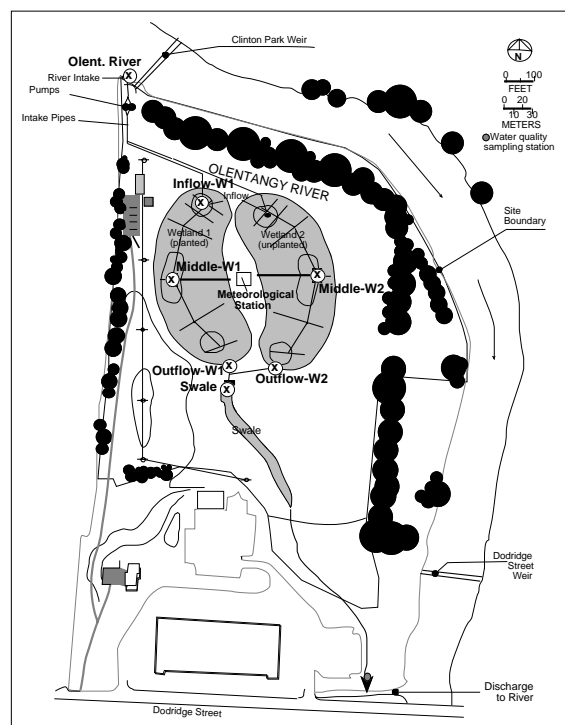 Clinton Park Weir
Olent. River
River Intake
Pumps
Intake Pipes
N
0 100
FEET
0 20
10 30
METERS
Water quality
sampling station
OLENTANGY RIVER
Inflow-W1
Inflow
Wetland 1
(planted)
Wetland 2
(unplanted)
Site
Boundary
Middle-W1
Middle-W2
Meteorological
Station
Outflow-W1
Outflow-W2
Swale
Swale
Dodridge
Street
Weir
Discharge
to River
Dodridge Street
X
X
X
X
X
X
X